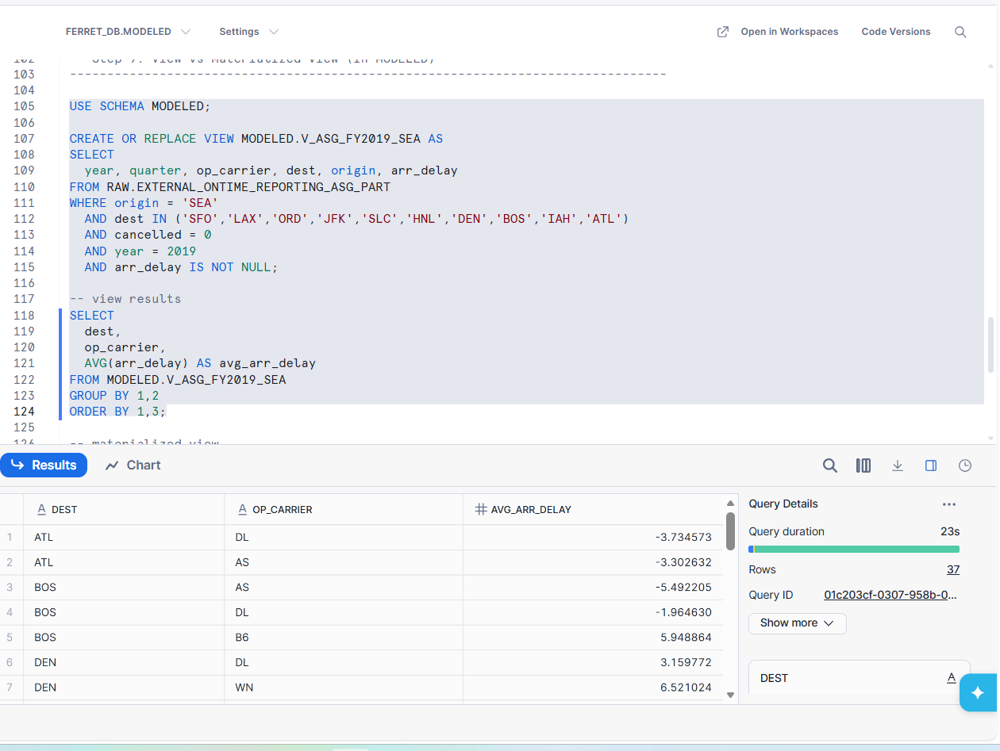 FERRET_DB.MODELED
Settings
Open in Workspaces
Code Versions
102 Step 7: View vs Materialized View (in MODELED)
103 --------------------------------------------------------------------------------
104
105 USE SCHEMA MODELED;
106
107 CREATE OR REPLACE VIEW MODELED.V_ASG_FY2019_SEA AS
108 SELECT
109 year, quarter, op_carrier, dest, origin, arr_delay
110 FROM RAW.EXTERNAL_ONTIME_REPORTING_ASG_PART
111 WHERE origin = 'SEA'
112 AND dest IN ('SFO','LAX','ORD','JFK','SLC','HNL','DEN','BOS','IAH','ATL')
113 AND cancelled = 0
114 AND year = 2019
115 AND arr_delay IS NOT NULL;
116
117 -- view results
118 SELECT
119 dest,
120 op_carrier,
121 AVG(arr_delay) AS avg_arr_delay
122 FROM MODELED.V_ASG_FY2019_SEA
123 GROUP BY 1,2
124 ORDER BY 1,3;
125
126 -- materialized view
Results
Chart
DEST OP_CARRIER AVG_ARR_DELAY
1 ATL DL -3.734573
2 ATL AS -3.302632
3 BOS AS -5.492205
4 BOS DL -1.964630
5 BOS B6 5.948864
6 DEN DL 3.159772
7 DEN WN 6.521024
Query Details
Query duration 23s
Rows 37
Query ID 01c203cf-0307-958b-0...
Show more
DEST